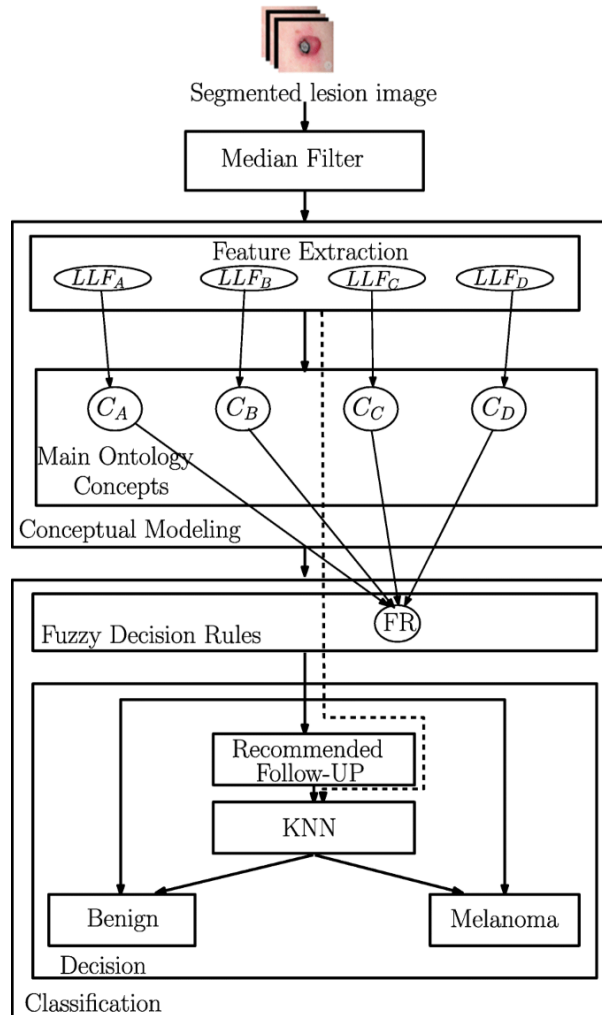 Segmented lesion image
Median Filter
Feature Extraction
LLF_A LLF_B LLF_C LLF_D
C_A C_B C_C C_D
Main Ontology
Concepts
Conceptual Modeling
FR
Fuzzy Decision Rules
Recommended
Follow-UP
KNN
Benign Melanoma
Decision
Classification